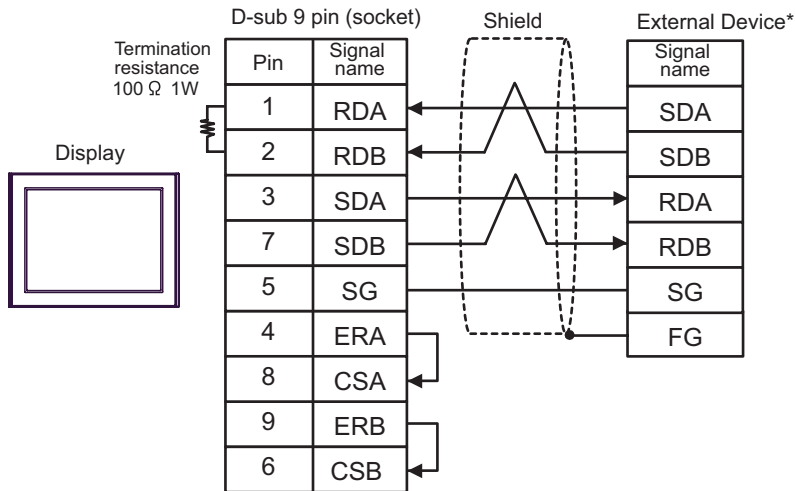 D-sub 9 pin (socket)
Shield
External Device*
Termination
resistance
100 Ω 1W
Display
Pin Signal name
1 RDA
2 RDB
3 SDA
7 SDB
5 SG
4 ERA
8 CSA
9 ERB
6 CSB
Signal
name
SDA
SDB
RDA
RDB
SG
FG